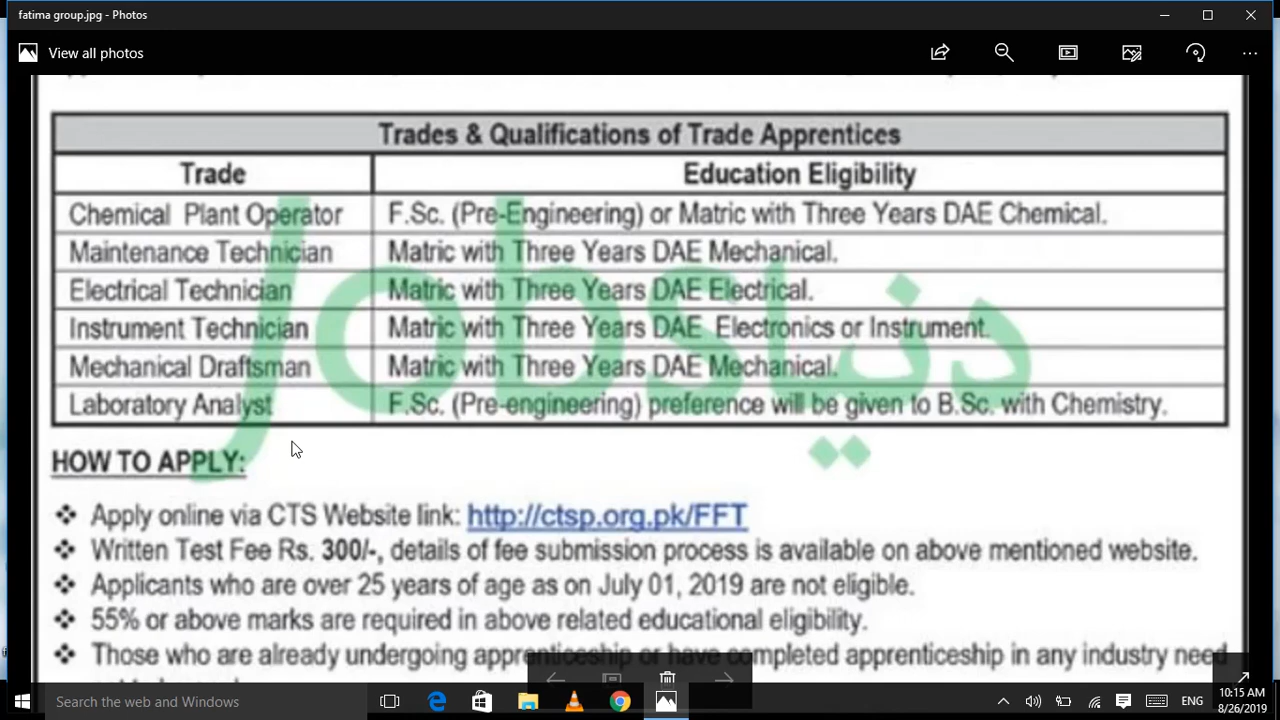 fatima group.jpg - Photos
View all photos
Trades & Qualifications of Trade Apprentices
Trade Education Eligibility
Chemical Plant Operator F.Sc. (Pre-Engineering) or Matric with Three Years DAE Chemical.
Maintenance Technician Matric with Three Years DAE Mechanical.
Electrical Technician Matric with Three Years DAE Electrical.
Instrument Technician Matric with Three Years DAE Electronics or Instrument.
Mechanical Draftsman Matric with Three Years DAE Mechanical.
Laboratory Analyst F.Sc. (Pre-engineering) preference will be given to B.Sc. with Chemistry.
Jobs دنیا
HOW TO APPLY:
❖ Apply online via CTS Website link: http://ctsp.org.pk/FFT
❖ Written Test Fee Rs. 300/-, details of fee submission process is available on above mentioned website.
❖ Applicants who are over 25 years of age as on July 01, 2019 are not eligible.
❖ 55% or above marks are required in above related educational eligibility.
❖ Those who are already undergoing apprenticeship or have completed apprenticeship in any industry need
Search the web and Windows
ENG
10:15 AM
8/26/2019